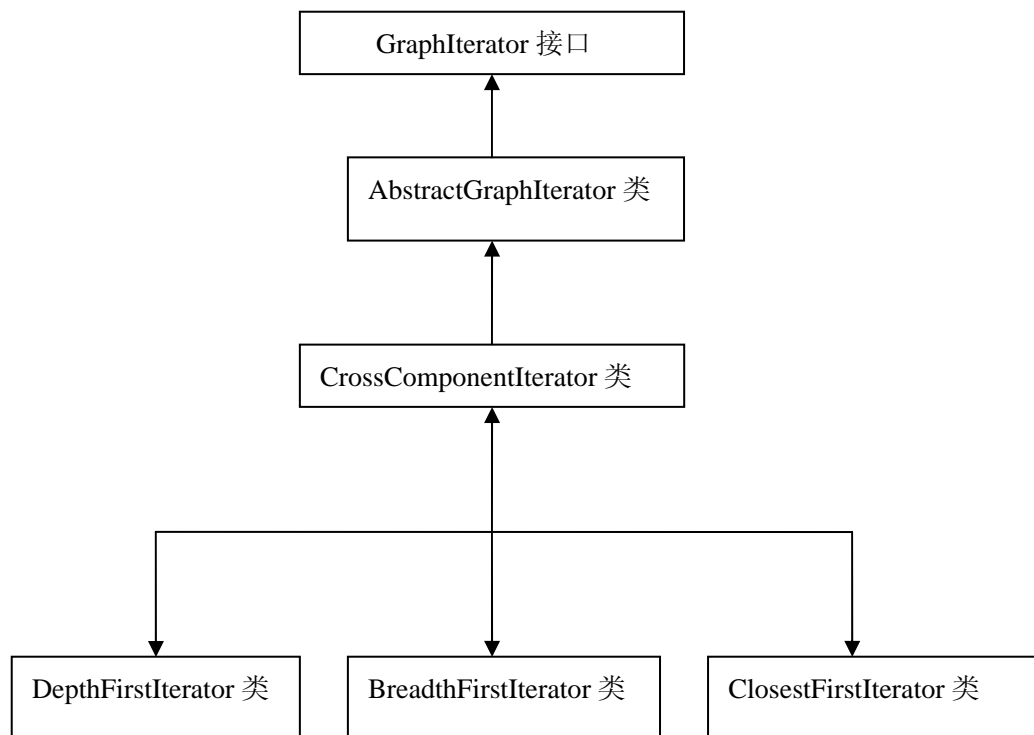 GraphIterator 接口
AbstractGraphIterator 类
CrossComponentIterator 类
DepthFirstIterator 类
BreadthFirstIterator 类
ClosestFirstIterator 类